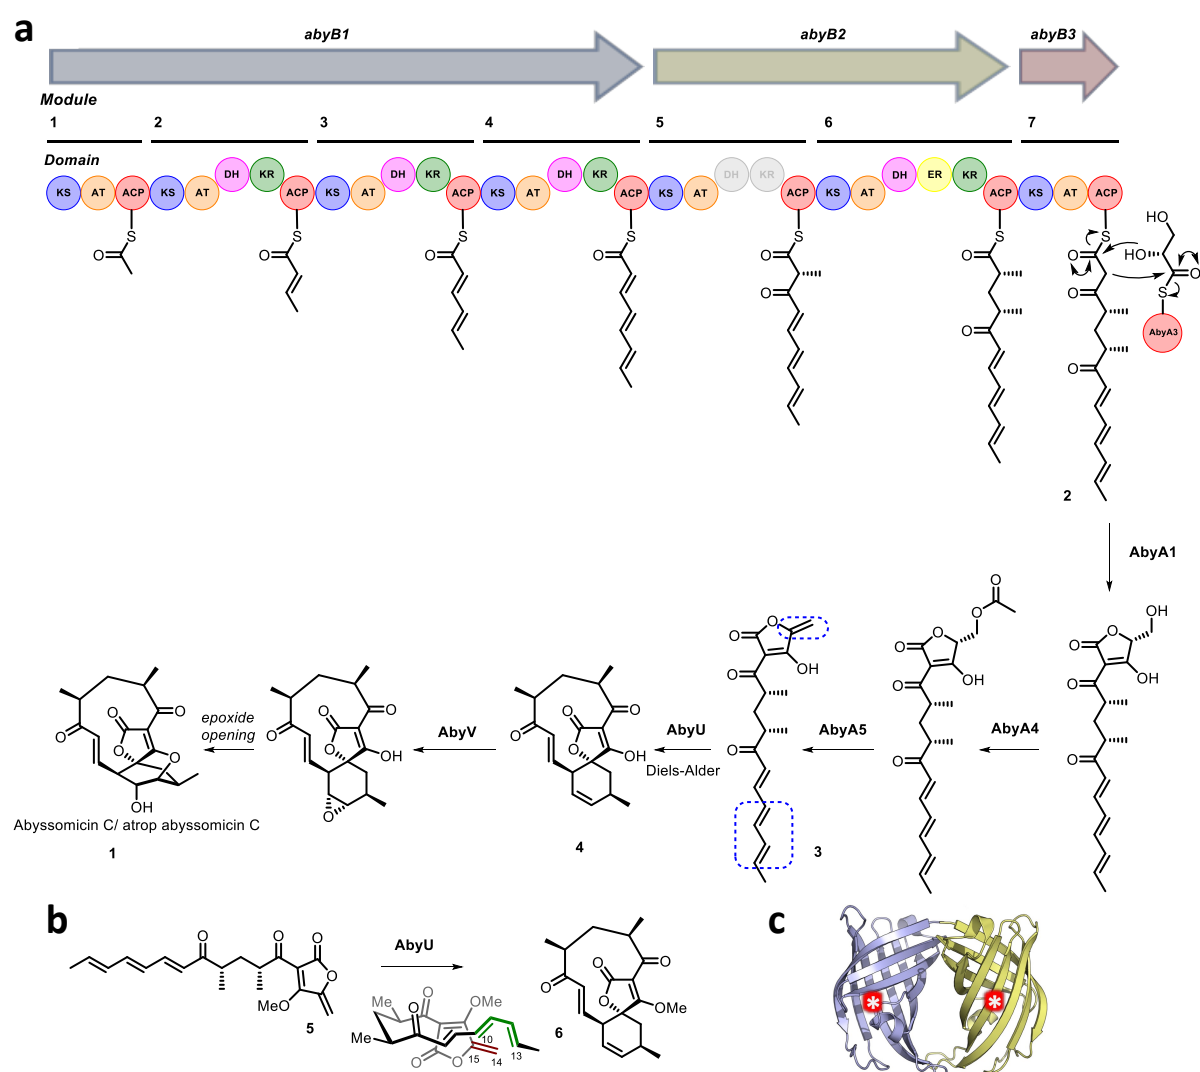 a
abyB1 abyB2 abyB3
Module
1 2 3 4 5 6 7
Domain
DH KR DH KR DH KR DH KR DH ER KR
KS AT ACP KS AT ACP KS AT ACP KS AT ACP KS AT ACP KS AT ACP KS AT ACP
S S S S S S S HO
O O O O O O O HO
O
O O S
AbyA3
O O
O
2
AbyA1
O
O OH
O O O O O O
OH OH OH
O O O
O O O
AbyA5 AbyA4
O O O O
epoxide
opening
AbyV AbyU
Diels-Alder
O O O O O O
O O OH O OH
OH O
Abyssomicin C/ atrop abyssomicin C
1 4 3
b c
O O O
O
MeO
5
AbyU
Me O OMe
Me O
O O
10
15 14 13
O O
O O OMe
6
* *